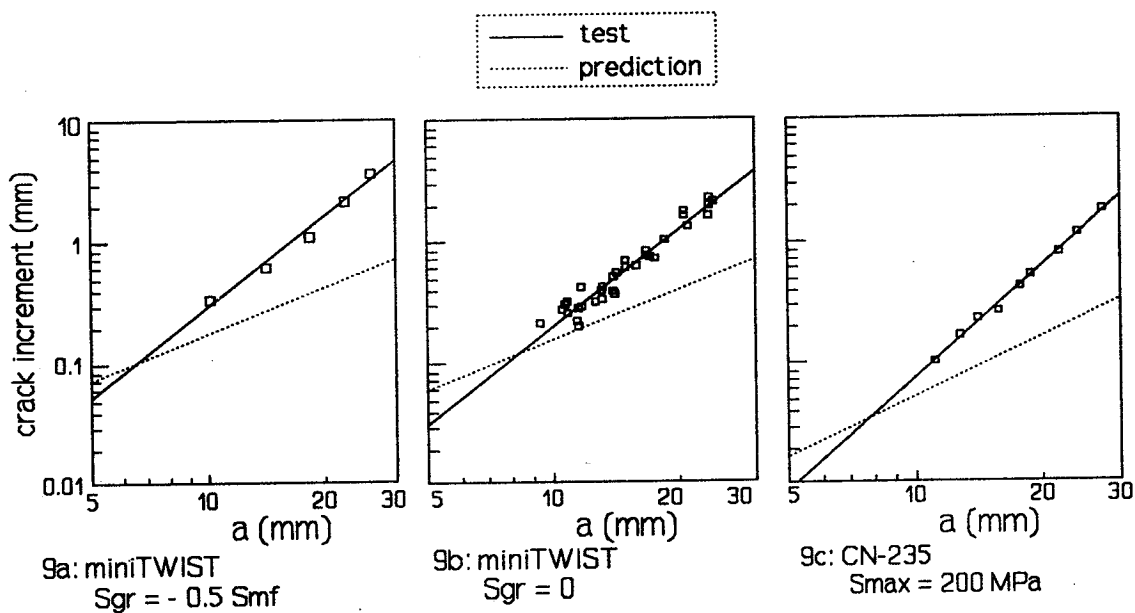 test
prediction
crack increment (mm)
10
1
0.1
0.01
5 10 20 30
a (mm)
5 10 20 30
a (mm)
5 10 20 30
a (mm)
9a: miniTWIST
Sgr = - 0.5 Smf
9b: miniTWIST
Sgr = 0
9c: CN-235
Smax = 200 MPa